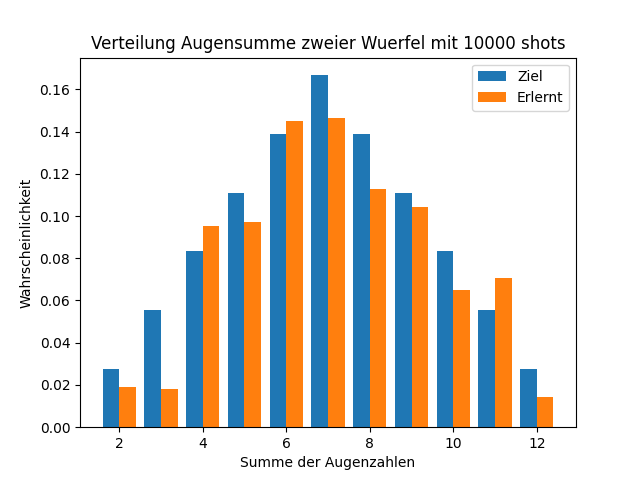 Verteilung Augensumme zweier Wuerfel mit 10000 shots
Ziel
Erlernt
Wahrscheinlichkeit
0.16
0.14
0.12
0.10
0.08
0.06
0.04
0.02
0.00
2 4 6 8 10 12
Summe der Augenzahlen